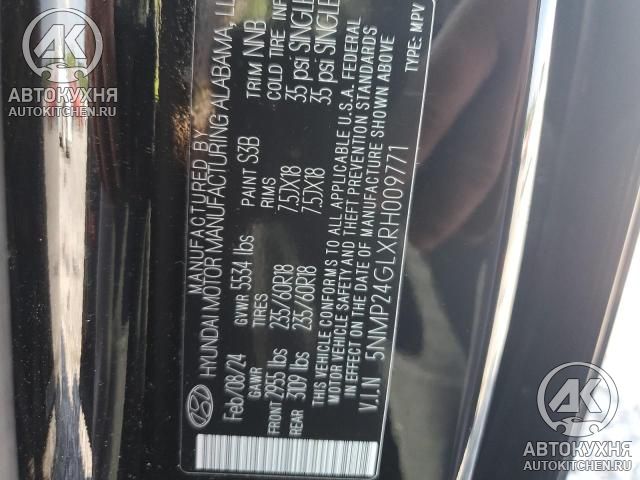 MANUFACTURED BY
HYUNDAI MOTOR MANUFACTURING ALABAMA, LL
Feb/08/24 GVWR 5534 lbs PAINT S3B TRIM NNB
GAWR TIRES RIMS COLD TIRE INF
FRONT 2955 lbs 235/60R18 7.5JX18 35 psi SINGLE
REAR 3109 lbs 235/60R18 7.5JX18 35 psi SINGLE
THIS VEHICLE CONFORMS TO ALL APPLICABLE U.S.A. FEDERAL
MOTOR VEHICLE SAFETY AND THEFT PREVENTION STANDARDS
IN EFFECT ON THE DATE OF MANUFACTURE SHOWN ABOVE
V.I.N 5NMP24GLXRH009771 TYPE: MPV
АК
АВТОКУХНЯ
AUTOKITCHEN.RU
АК
АВТОКУХНЯ
AUTOKITCHEN.RU